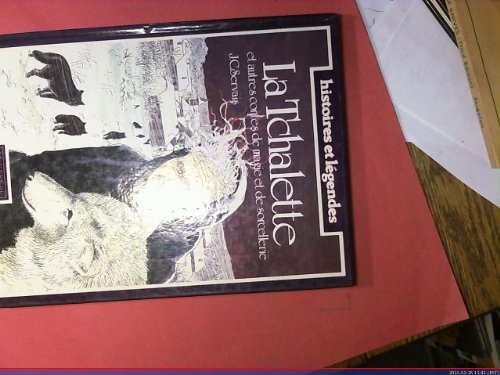 histoires et légendes
La Tchalette
et autres contes de magie et de sorcellerie
J.C.Servais